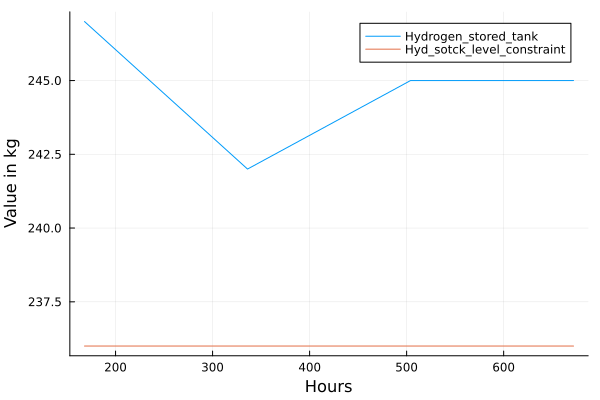 Hydrogen_stored_tank
Hyd_sotck_level_constraint
245.0
242.5
240.0
237.5
Value in kg
200 300 400 500 600
Hours